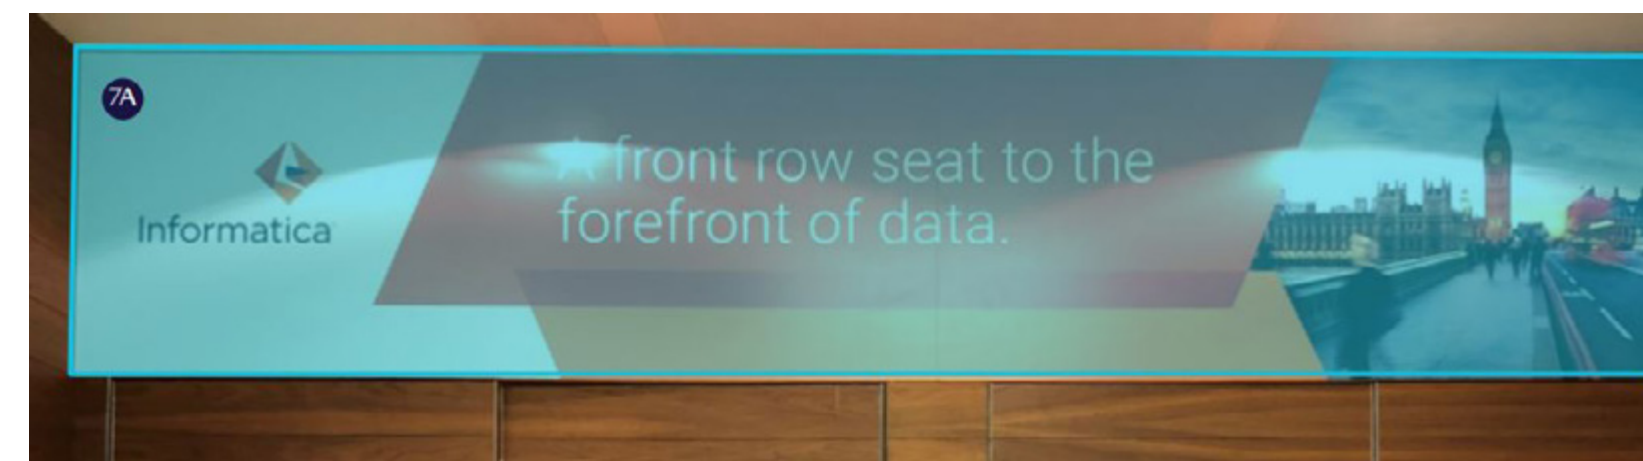 7A
Informatica
A front row seat to the
forefront of data.